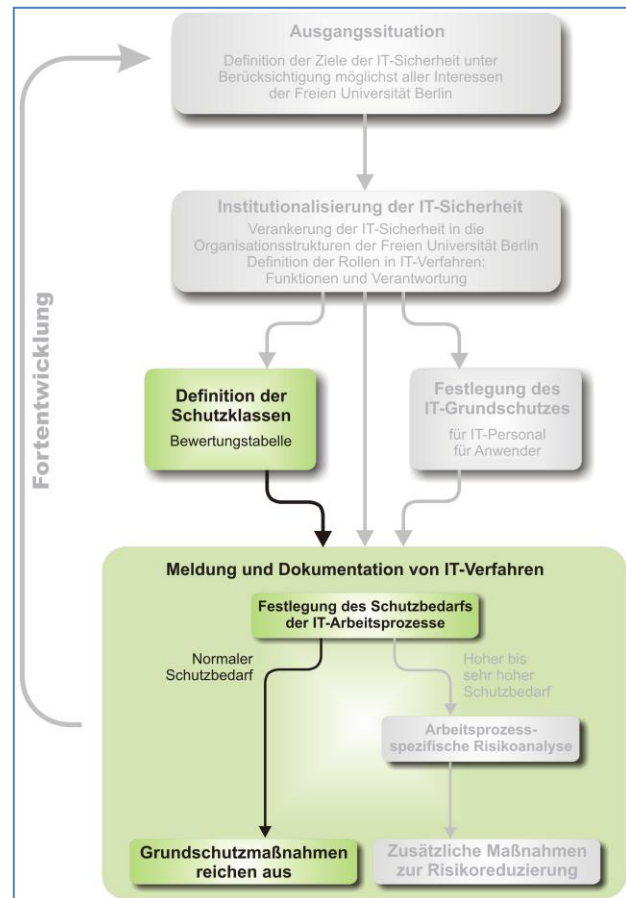 Ausgangssituation
Definition der Ziele der IT-Sicherheit unter
Berücksichtigung möglichst aller Interessen
der Freien Universität Berlin
Institutionalisierung der IT-Sicherheit
Verankerung der IT-Sicherheit in die
Organisationsstrukturen der Freien Universität Berlin
Definition der Rollen in IT-Verfahren:
Funktionen und Verantwortung
Fortentwicklung
Definition der
Schutzklassen
Bewertungstabelle
Festlegung des
IT-Grundschutzes
für IT-Personal
für Anwender
Meldung und Dokumentation von IT-Verfahren
Festlegung des Schutzbedarfs
der IT-Arbeitsprozesse
Normaler
Schutzbedarf
Hoher bis
sehr hoher
Schutzbedarf
Arbeitsprozess-
spezifische Risikoanalyse
Grundschutzmaßnahmen
reichen aus
Zusätzliche Maßnahmen
zur Risikoreduzierung